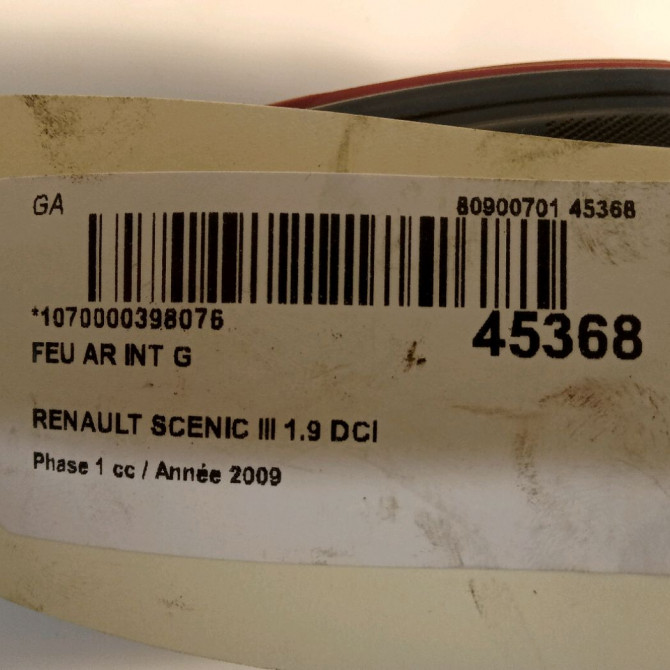 GA 80900701 45368
*1070000398076 45368
FEU AR INT G
RENAULT SCENIC III 1.9 DCI
Phase 1 cc / Année 2009